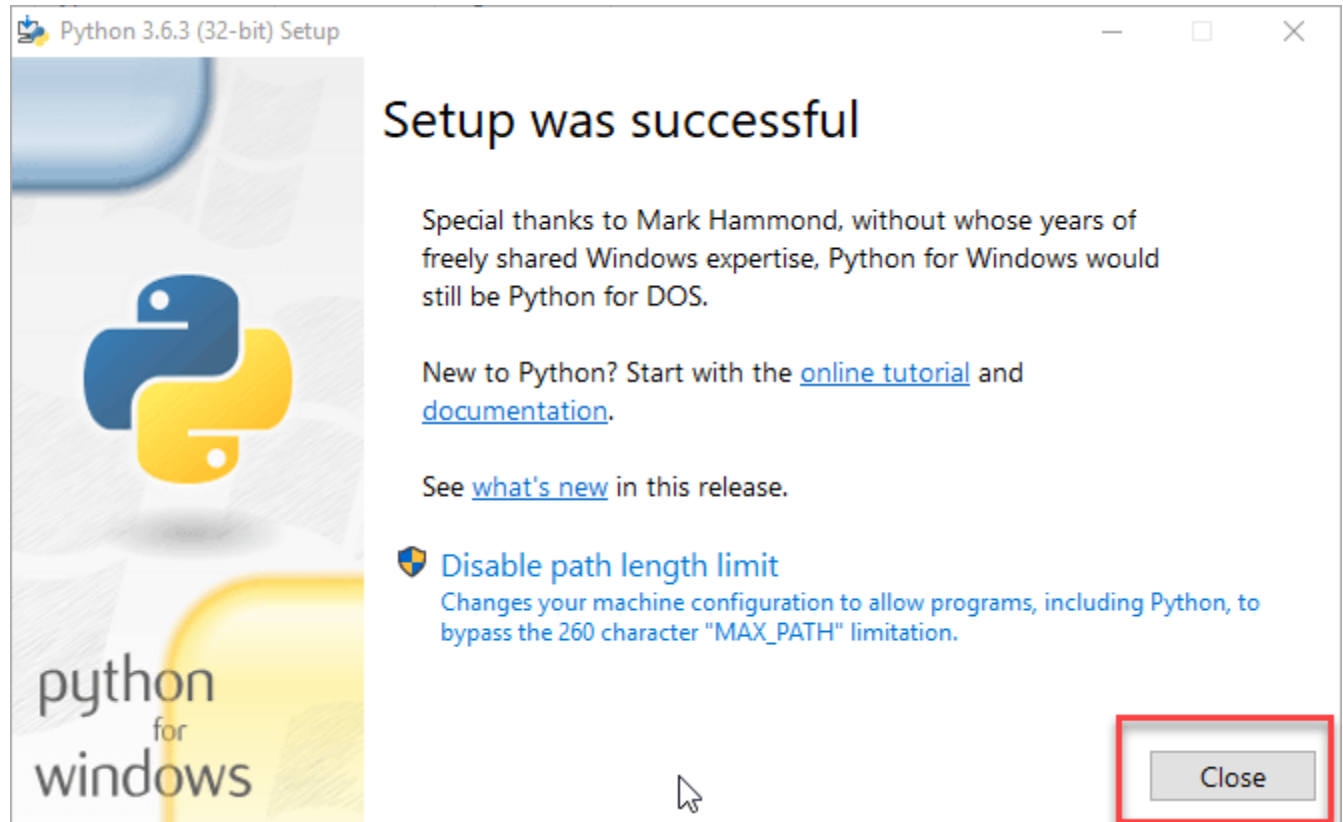 Python 3.6.3 (32-bit) Setup
Setup was successful
Special thanks to Mark Hammond, without whose years of
freely shared Windows expertise, Python for Windows would
still be Python for DOS.
New to Python? Start with the online tutorial and
documentation.
See what's new in this release.
Disable path length limit
Changes your machine configuration to allow programs, including Python, to
bypass the 260 character "MAX_PATH" limitation.
python
for
windows
Close